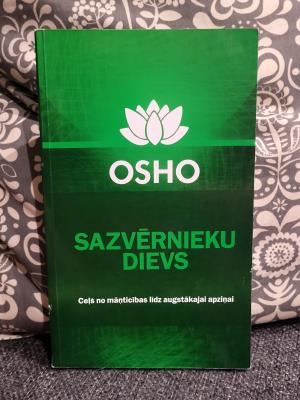 OSHO
SAZVĒRNIEKU
DIEVS
Ceļš no māņticības līdz augstākajai apziņai